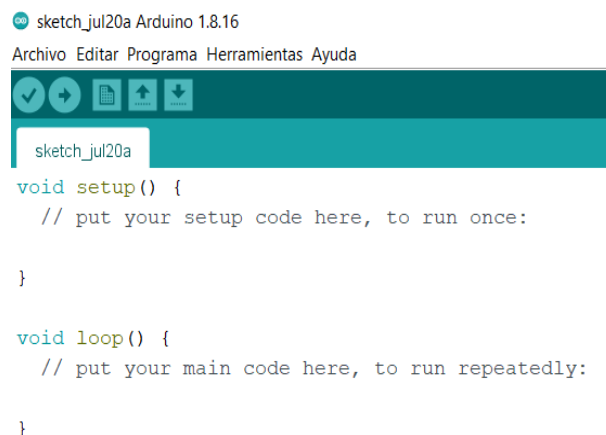 sketch_jul20a Arduino 1.8.16
Archivo Editar Programa Herramientas Ayuda
sketch_jul20a
void setup() {
  // put your setup code here, to run once:
}
void loop() {
  // put your main code here, to run repeatedly:
}